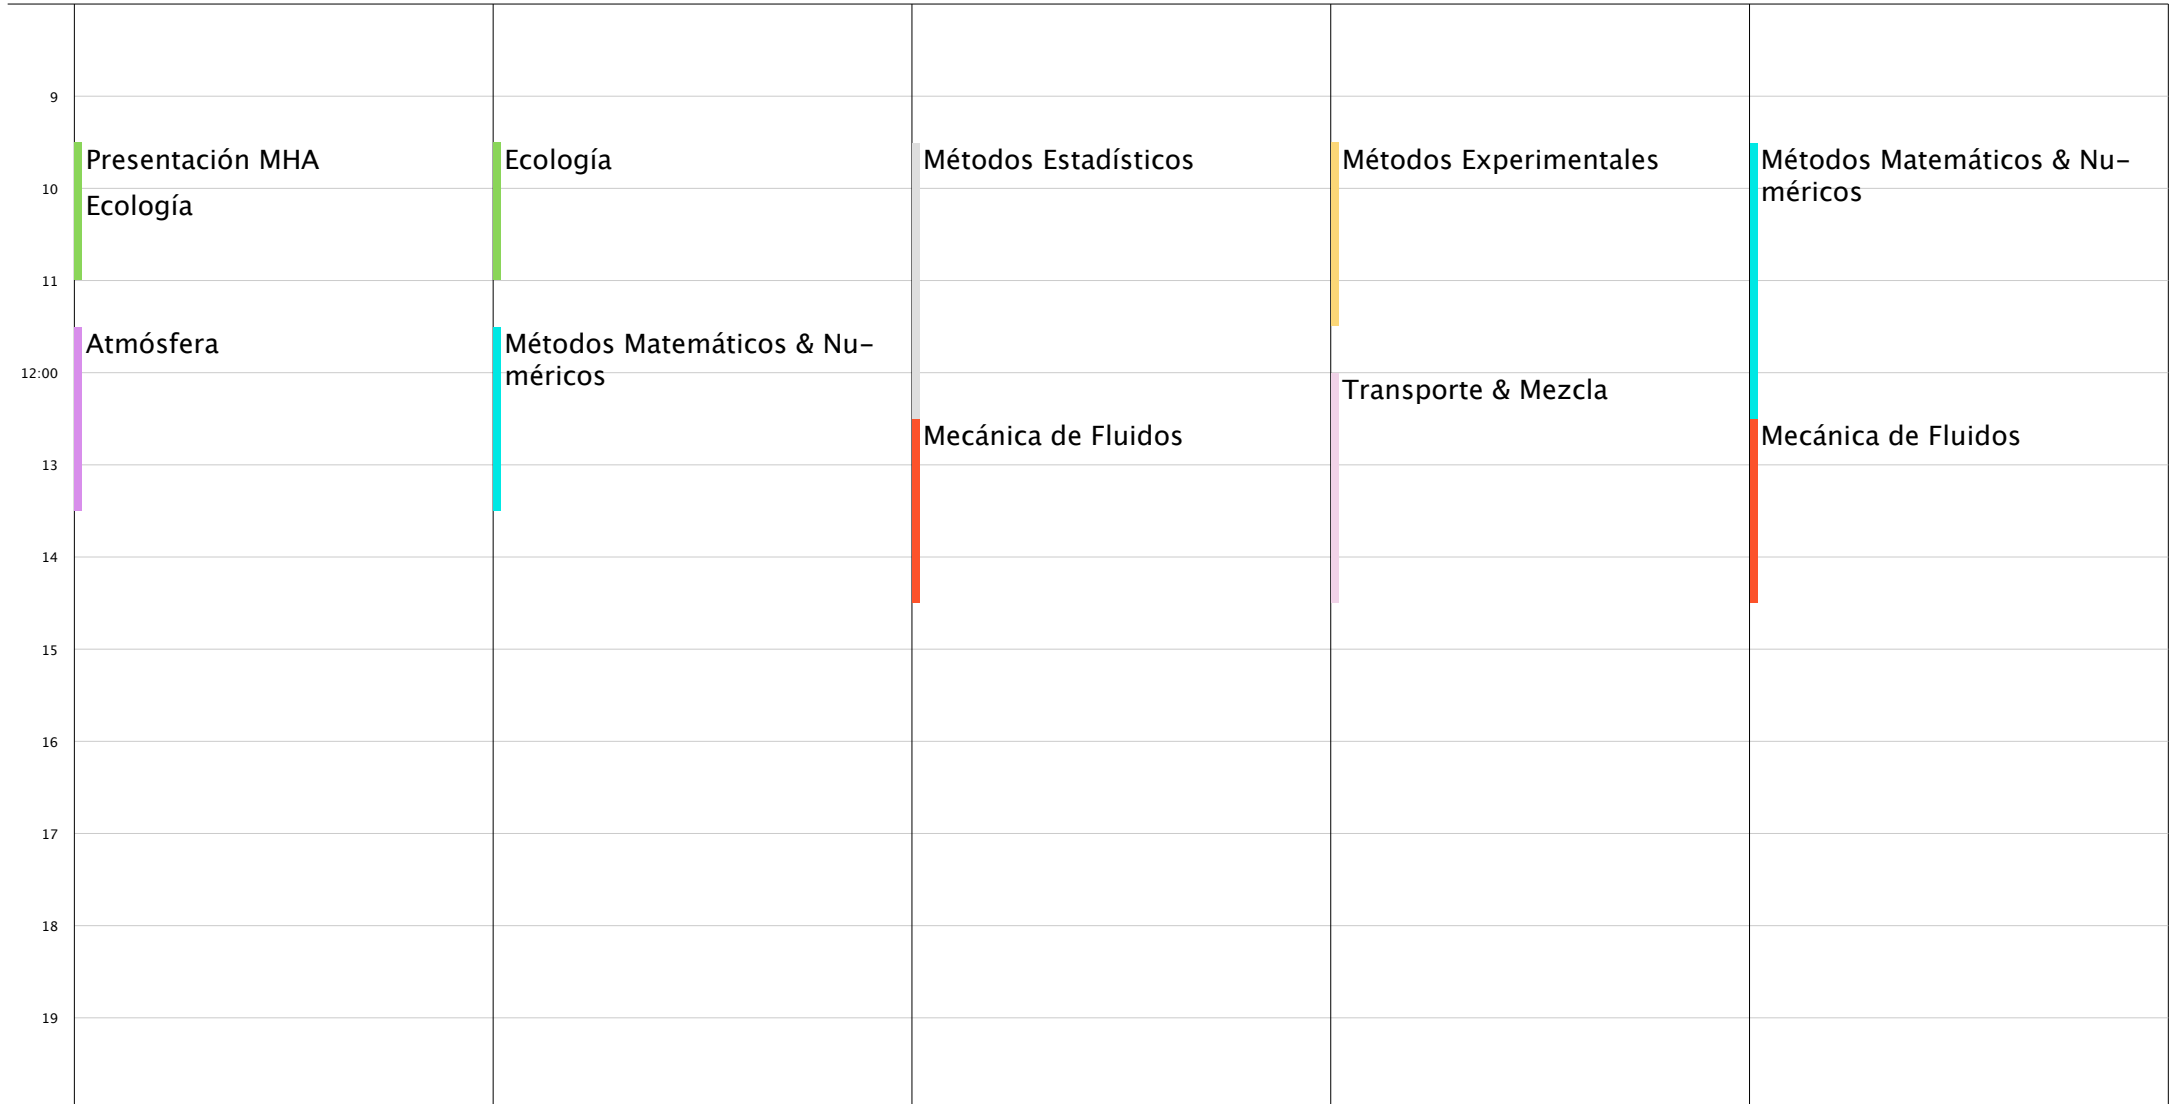 9
Presentación MHA
Ecología
Métodos Estadísticos
Métodos Experimentales
Métodos Matemáticos & Nu-
méricos
10
Ecología
11
Atmósfera
Métodos Matemáticos & Nu-
méricos
12:00
Transporte & Mezcla
Mecánica de Fluidos
Mecánica de Fluidos
13
14
15
16
17
18
19